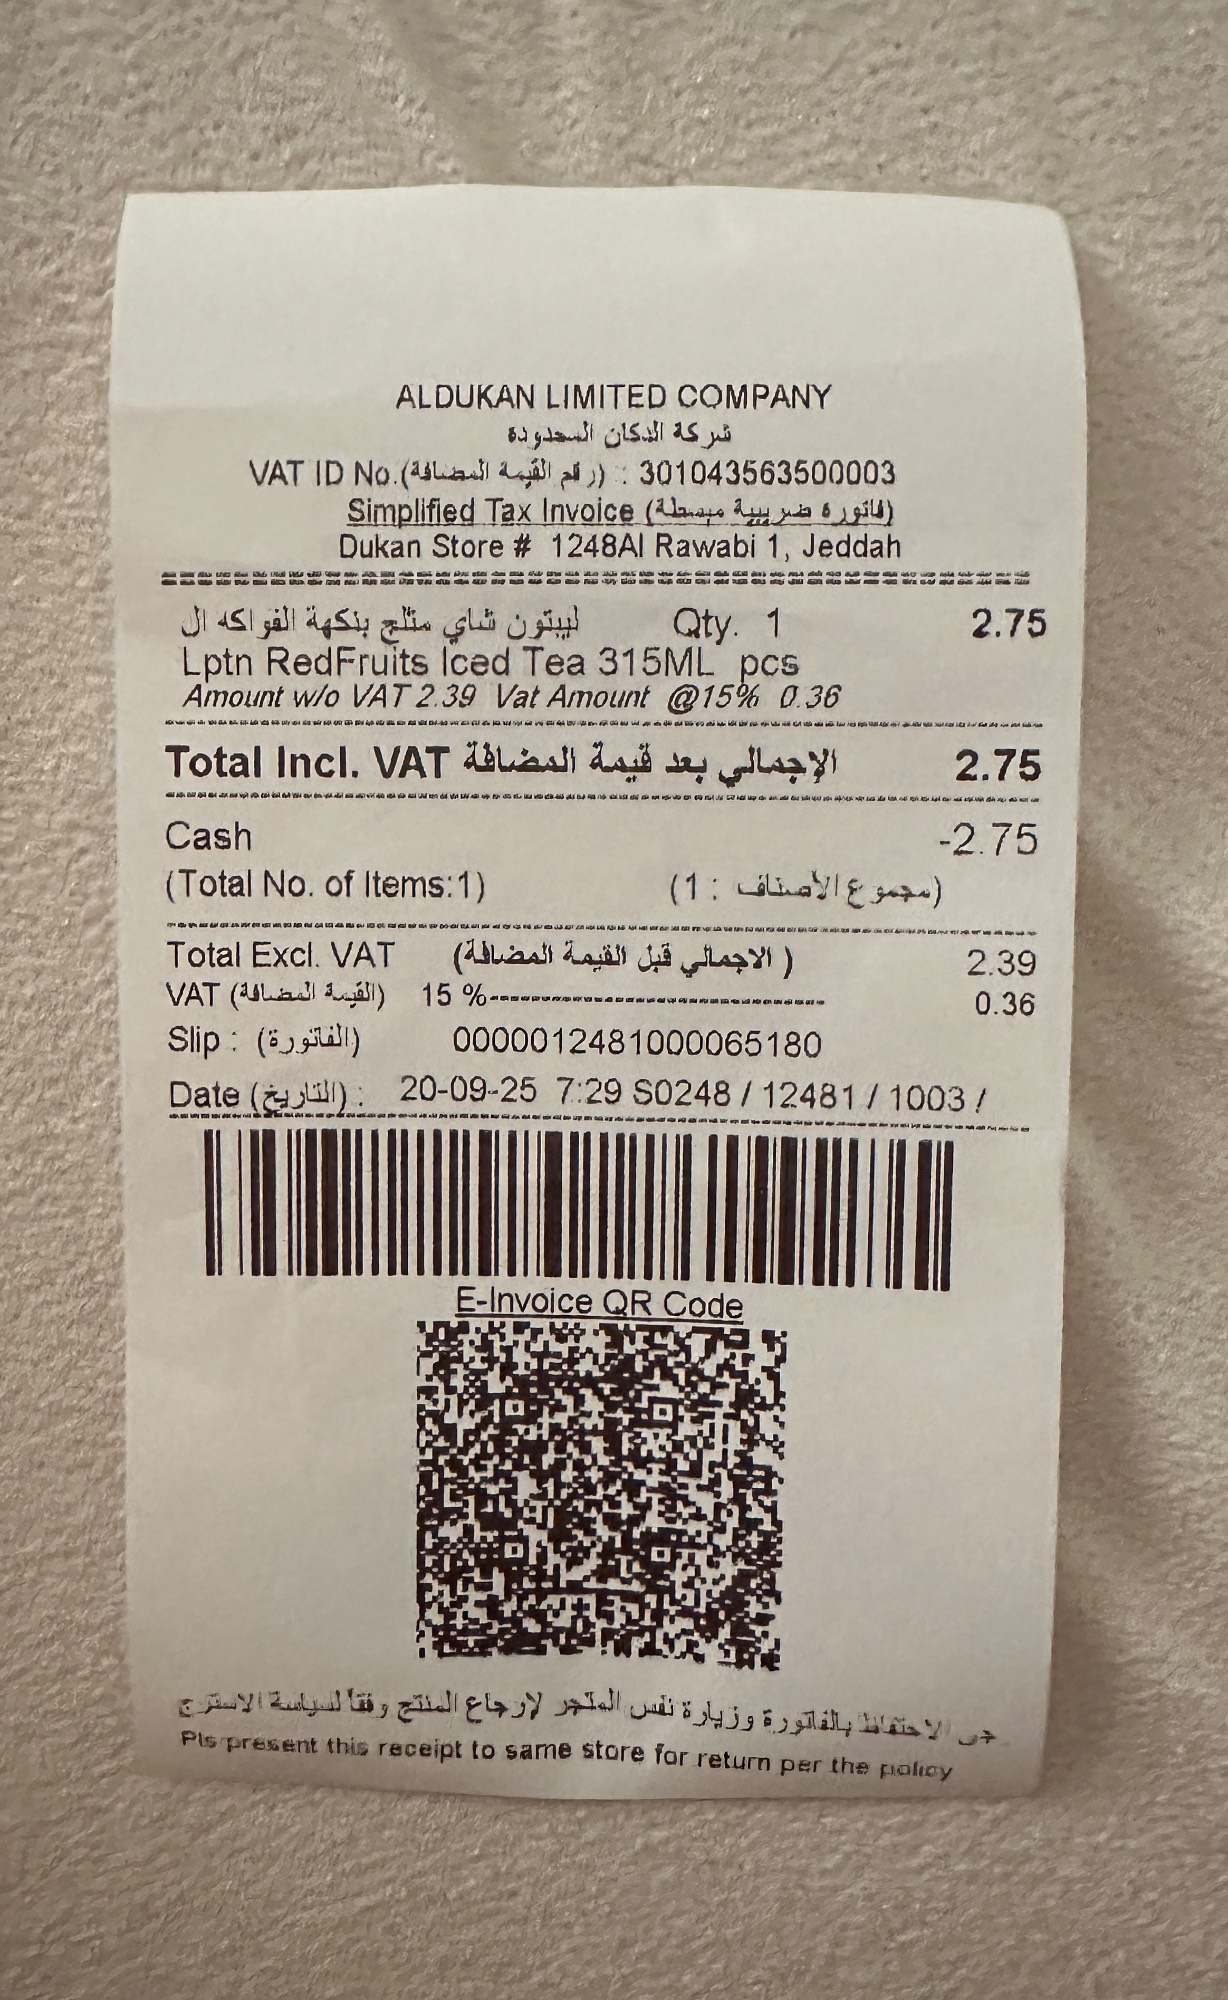 ALDUKAN LIMITED COMPANY
شركة الدكان المحدودة
VAT ID No.(رقم القيمة المضافة) : 301043563500003
Simplified Tax Invoice (فاتورة ضريبية مبسطة)
Dukan Store # 1248Al Rawabi 1, Jeddah
ليبتون شاي مثلج بنكهة الفواكه ال Qty. 1 2.75
Lptn RedFruits Iced Tea 315ML pcs
Amount w/o VAT 2.39 Vat Amount @15% 0.36
Total Incl. VAT الإجمالي بعد قيمة المضافة 2.75
Cash -2.75
(Total No. of Items:1) (مجموع الأصناف : 1)
Total Excl. VAT (الاجمالي قبل القيمة المضافة ) 2.39
VAT (القيمة المضافة) 15 %------------------------------ 0.36
Slip : (الفاتورة) 0000012481000065180
Date (التاريخ) : 20-09-25 7:29 S0248 / 12481 / 1003 /
E-Invoice QR Code
الاحتفاظ بالفاتورة وزيارة نفس المتجر لإرجاع المنتج وفقا لسياسة الاسترج
Pls present this receipt to same store for return per the policy